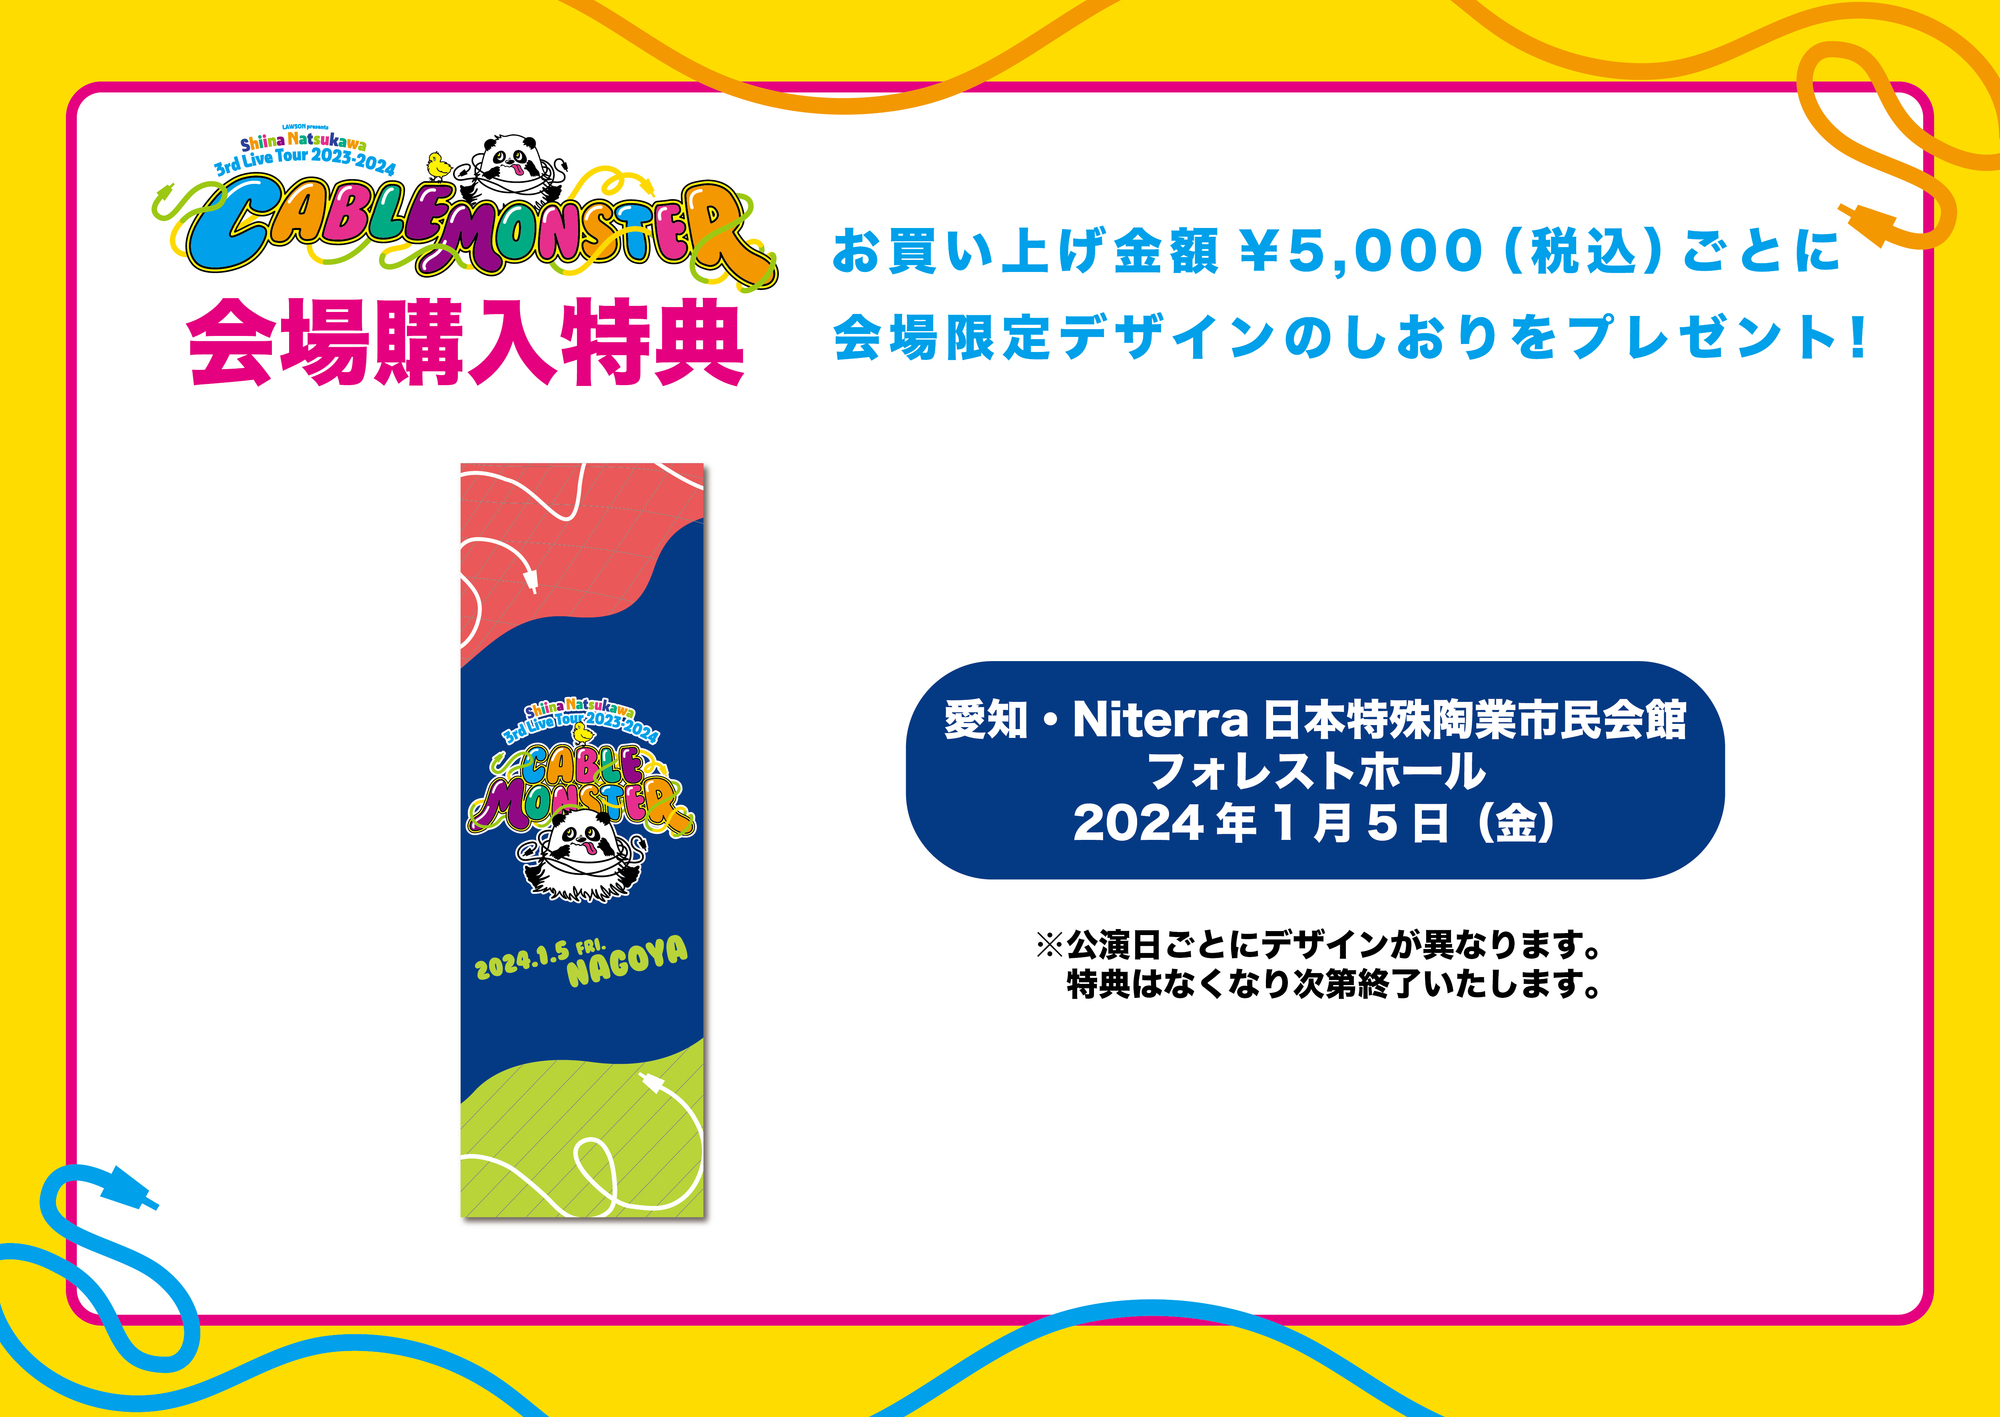 LAWSON presents
Shiina Natsukawa
3rd Live Tour 2023-2024
CABLE MONSTER
会場購入特典
お買い上げ金額¥5,000(税込)ごとに
会場限定デザインのしおりをプレゼント!
Shiina Natsukawa
3rd Live Tour 2023-2024
CABLE
MONSTER
2024.1.5 FRI.
NAGOYA
愛知・Niterra 日本特殊陶業市民会館
フォレストホール
2024年1月5日(金)
※公演日ごとにデザインが異なります。
特典はなくなり次第終了いたします。